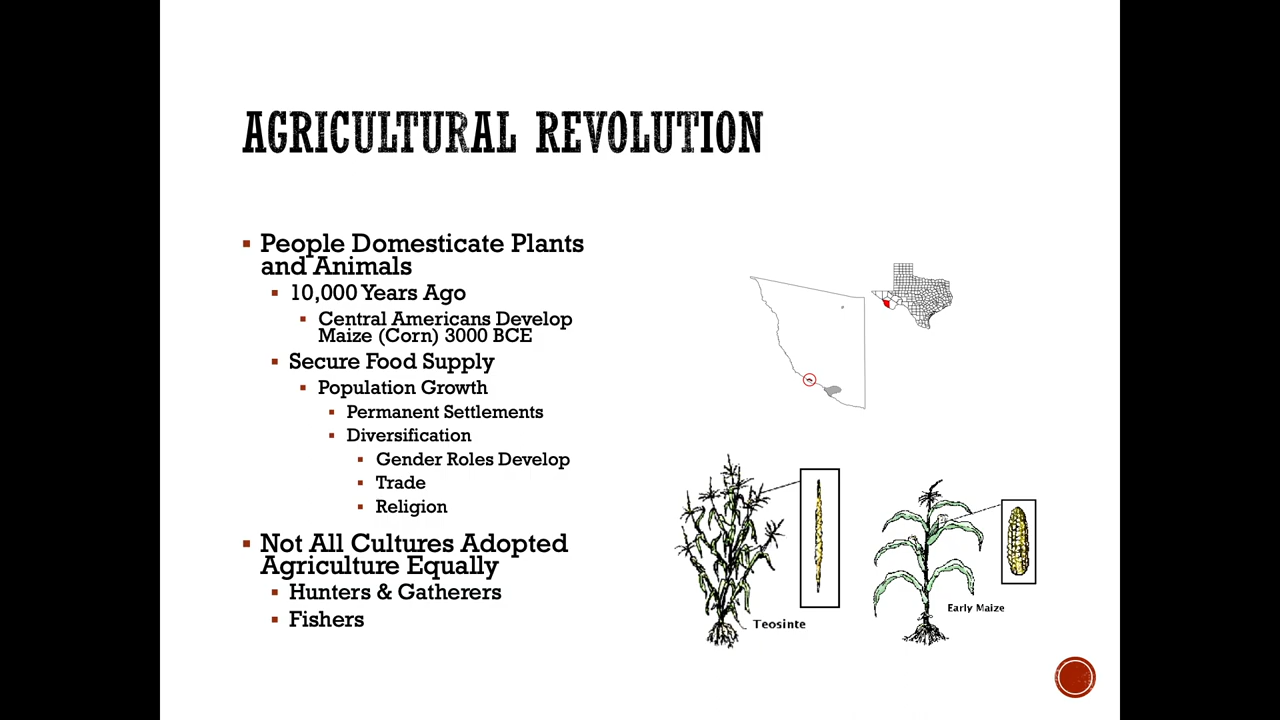 AGRICULTURAL REVOLUTION
People Domesticate Plants
and Animals
10,000 Years Ago
Central Americans Develop
Maize (Corn) 3000 BCE
Secure Food Supply
Population Growth
Permanent Settlements
Diversification
Gender Roles Develop
Trade
Religion
Not All Cultures Adopted
Agriculture Equally
Hunters & Gatherers
Fishers
Teosinte
Early Maize